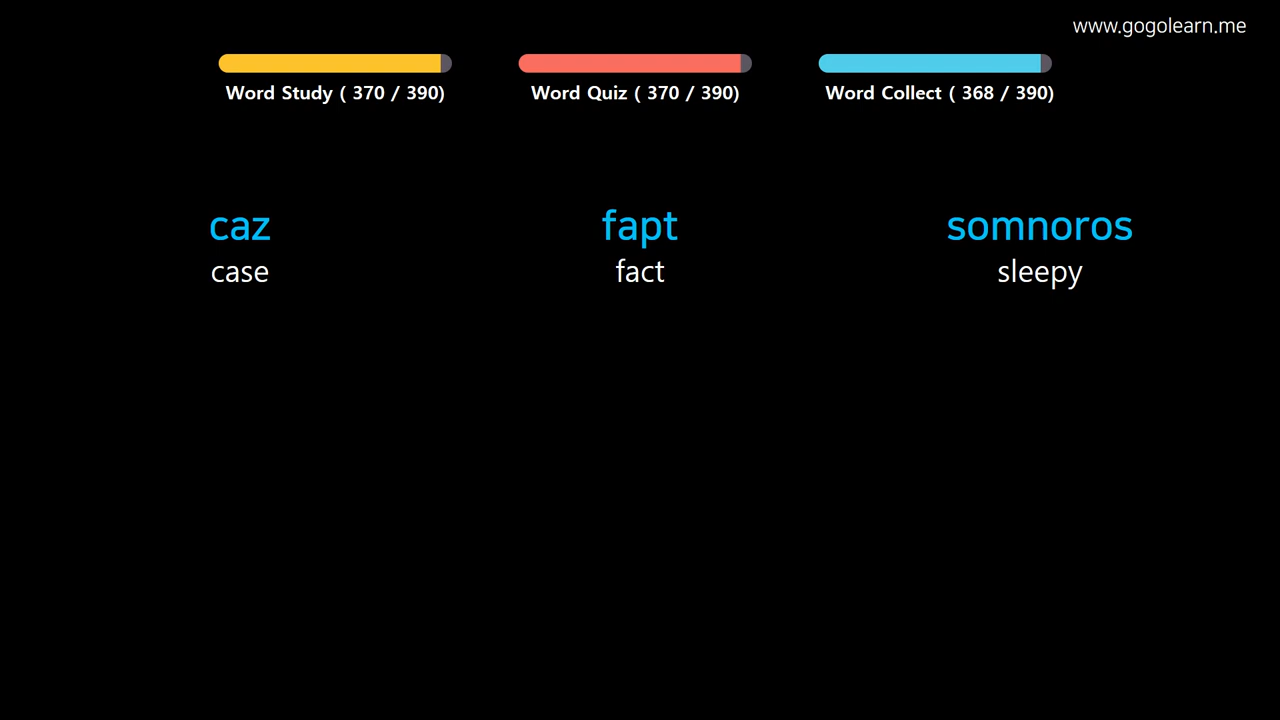 www.gogolearn.me
Word Study ( 370 / 390)
Word Quiz ( 370 / 390)
Word Collect ( 368 / 390)
caz
fapt
somnoros
case
fact
sleepy